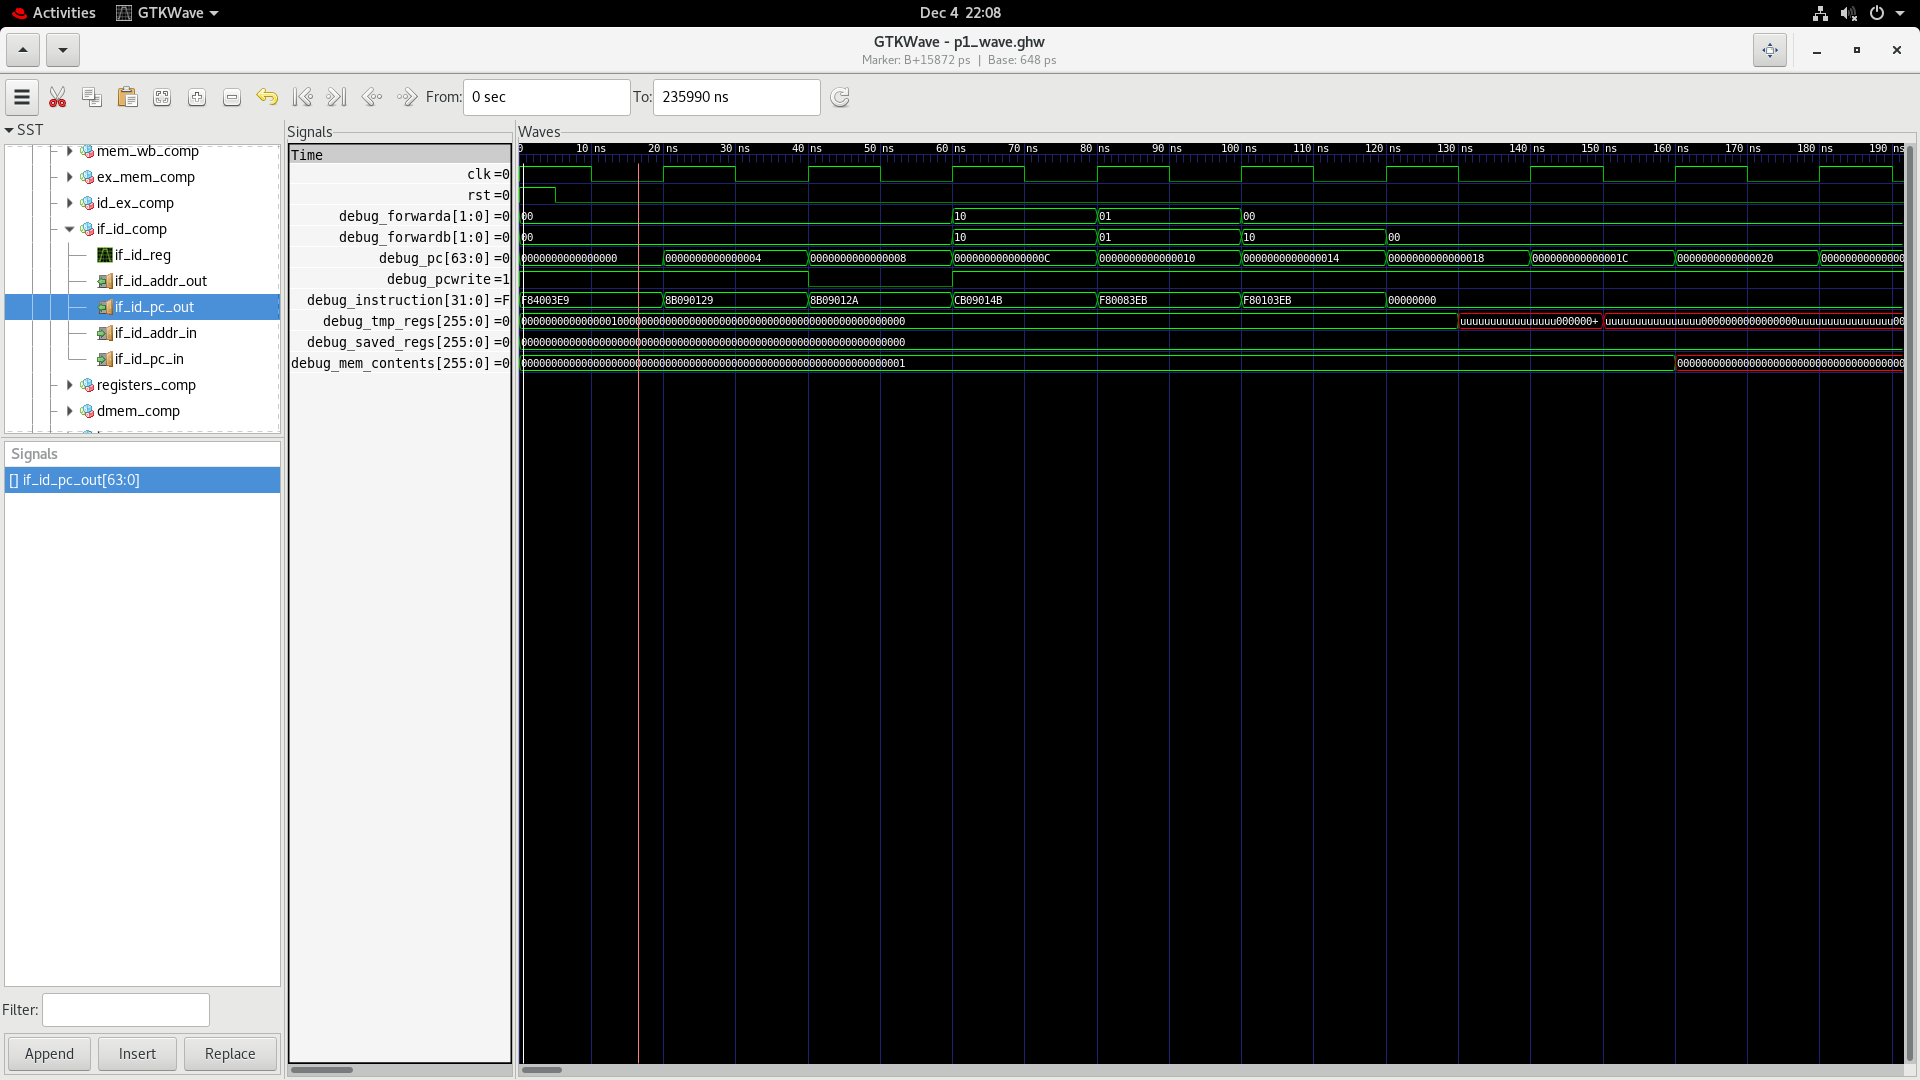 Activities GTKWave Dec 4 22:08
GTKWave - p1_wave.ghw
Marker: B+15872 ps | Base: 648 ps
From: 0 sec To: 235990 ns
SST
mem_wb_comp
ex_mem_comp
id_ex_comp
if_id_comp
if_id_reg
if_id_addr_out
if_id_pc_out
if_id_addr_in
if_id_pc_in
registers_comp
dmem_comp
Signals
[] if_id_pc_out[63:0]
Filter:
Append Insert Replace
Signals
Time
clk =0
rst =0
debug_forwarda[1:0] =0
debug_forwardb[1:0] =0
debug_pc[63:0] =0
debug_pcwrite =1
debug_instruction[31:0] =F
debug_tmp_regs[255:0] =0
debug_saved_regs[255:0] =0
debug_mem_contents[255:0] =0
Waves
0 10 ns 20 ns 30 ns 40 ns 50 ns 60 ns 70 ns 80 ns 90 ns 100 ns 110 ns 120 ns 130 ns 140 ns 150 ns 160 ns 170 ns 180 ns 190 ns
00 10 01 00
00 10 01 10 00
0000000000000000 0000000000000004 0000000000000008 000000000000000C 0000000000000010 0000000000000014 0000000000000018 000000000000001C 0000000000000020
F84003E9 8B090129 8B09012A CB09014B F80083EB F80103EB 00000000